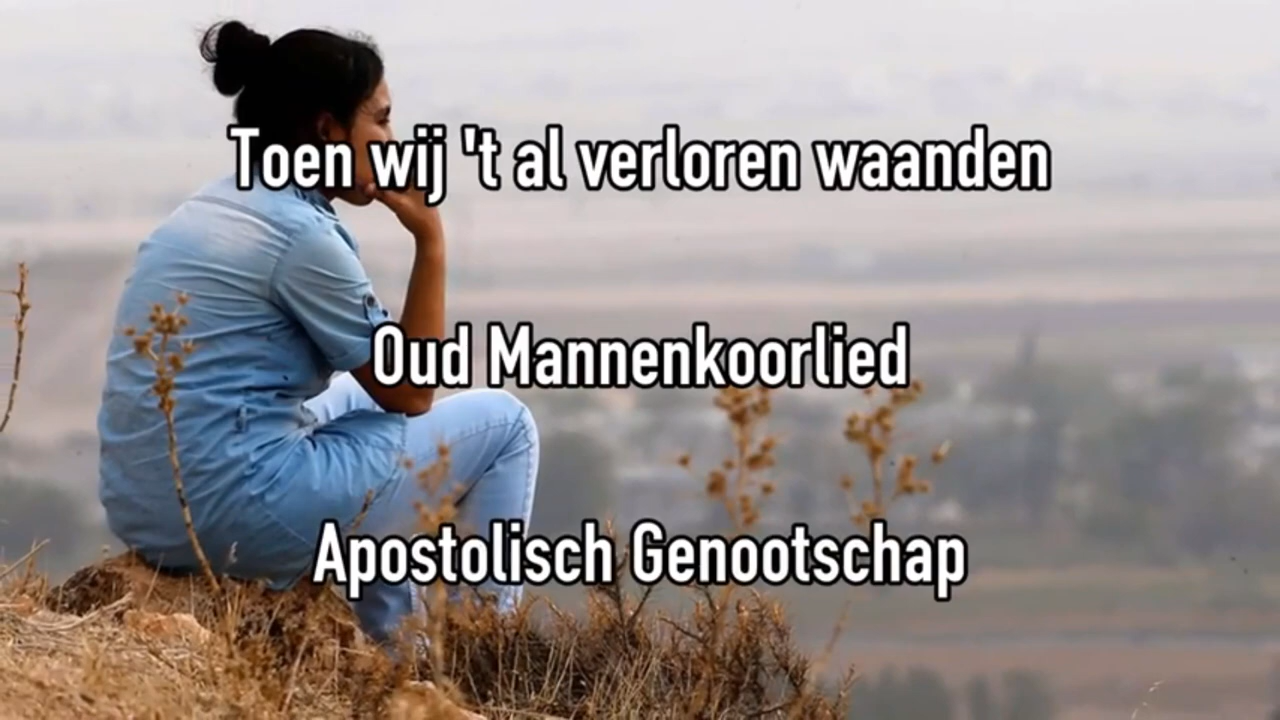 Toen wij 't al verloren waanden
Oud Mannenkoorlied
Apostolisch Genootschap